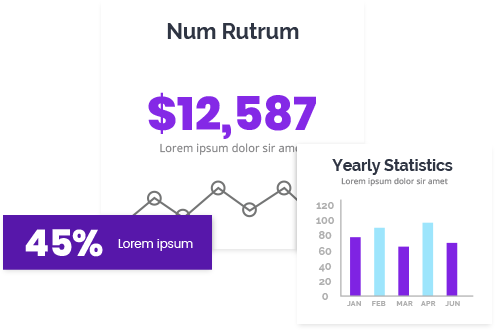 Num Rutrum
$12,587
Lorem ipsum dolor sir ame
45% Lorem ipsum
Yearly Statistics
Lorem ipsum dolor sir amet
120
100
80
60
40
20
0
JAN FEB MAR APR JUN